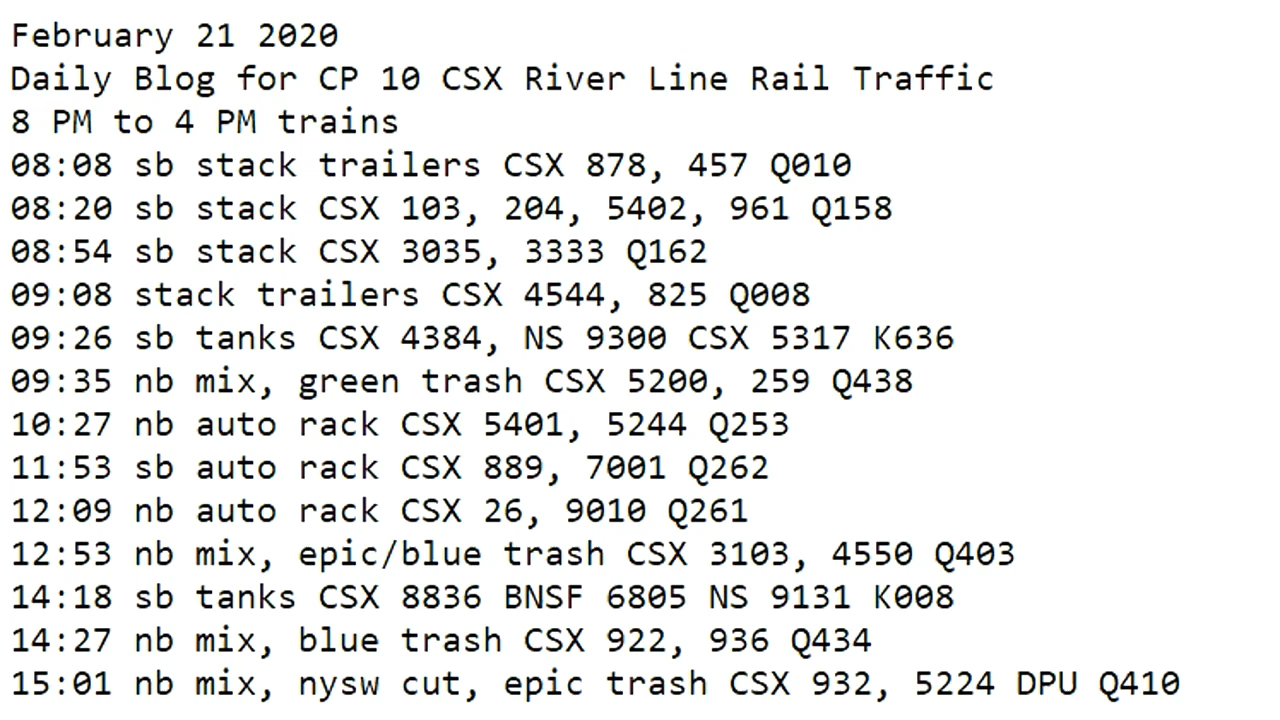 February 21 2020
Daily Blog for CP 10 CSX River Line Rail Traffic
8 PM to 4 PM trains
08:08 sb stack trailers CSX 878, 457 Q010
08:20 sb stack CSX 103, 204, 5402, 961 Q158
08:54 sb stack CSX 3035, 3333 Q162
09:08 stack trailers CSX 4544, 825 Q008
09:26 sb tanks CSX 4384, NS 9300 CSX 5317 K636
09:35 nb mix, green trash CSX 5200, 259 Q438
10:27 nb auto rack CSX 5401, 5244 Q253
11:53 sb auto rack CSX 889, 7001 Q262
12:09 nb auto rack CSX 26, 9010 Q261
12:53 nb mix, epic/blue trash CSX 3103, 4550 Q403
14:18 sb tanks CSX 8836 BNSF 6805 NS 9131 K008
14:27 nb mix, blue trash CSX 922, 936 Q434
15:01 nb mix, nysw cut, epic trash CSX 932, 5224 DPU Q410